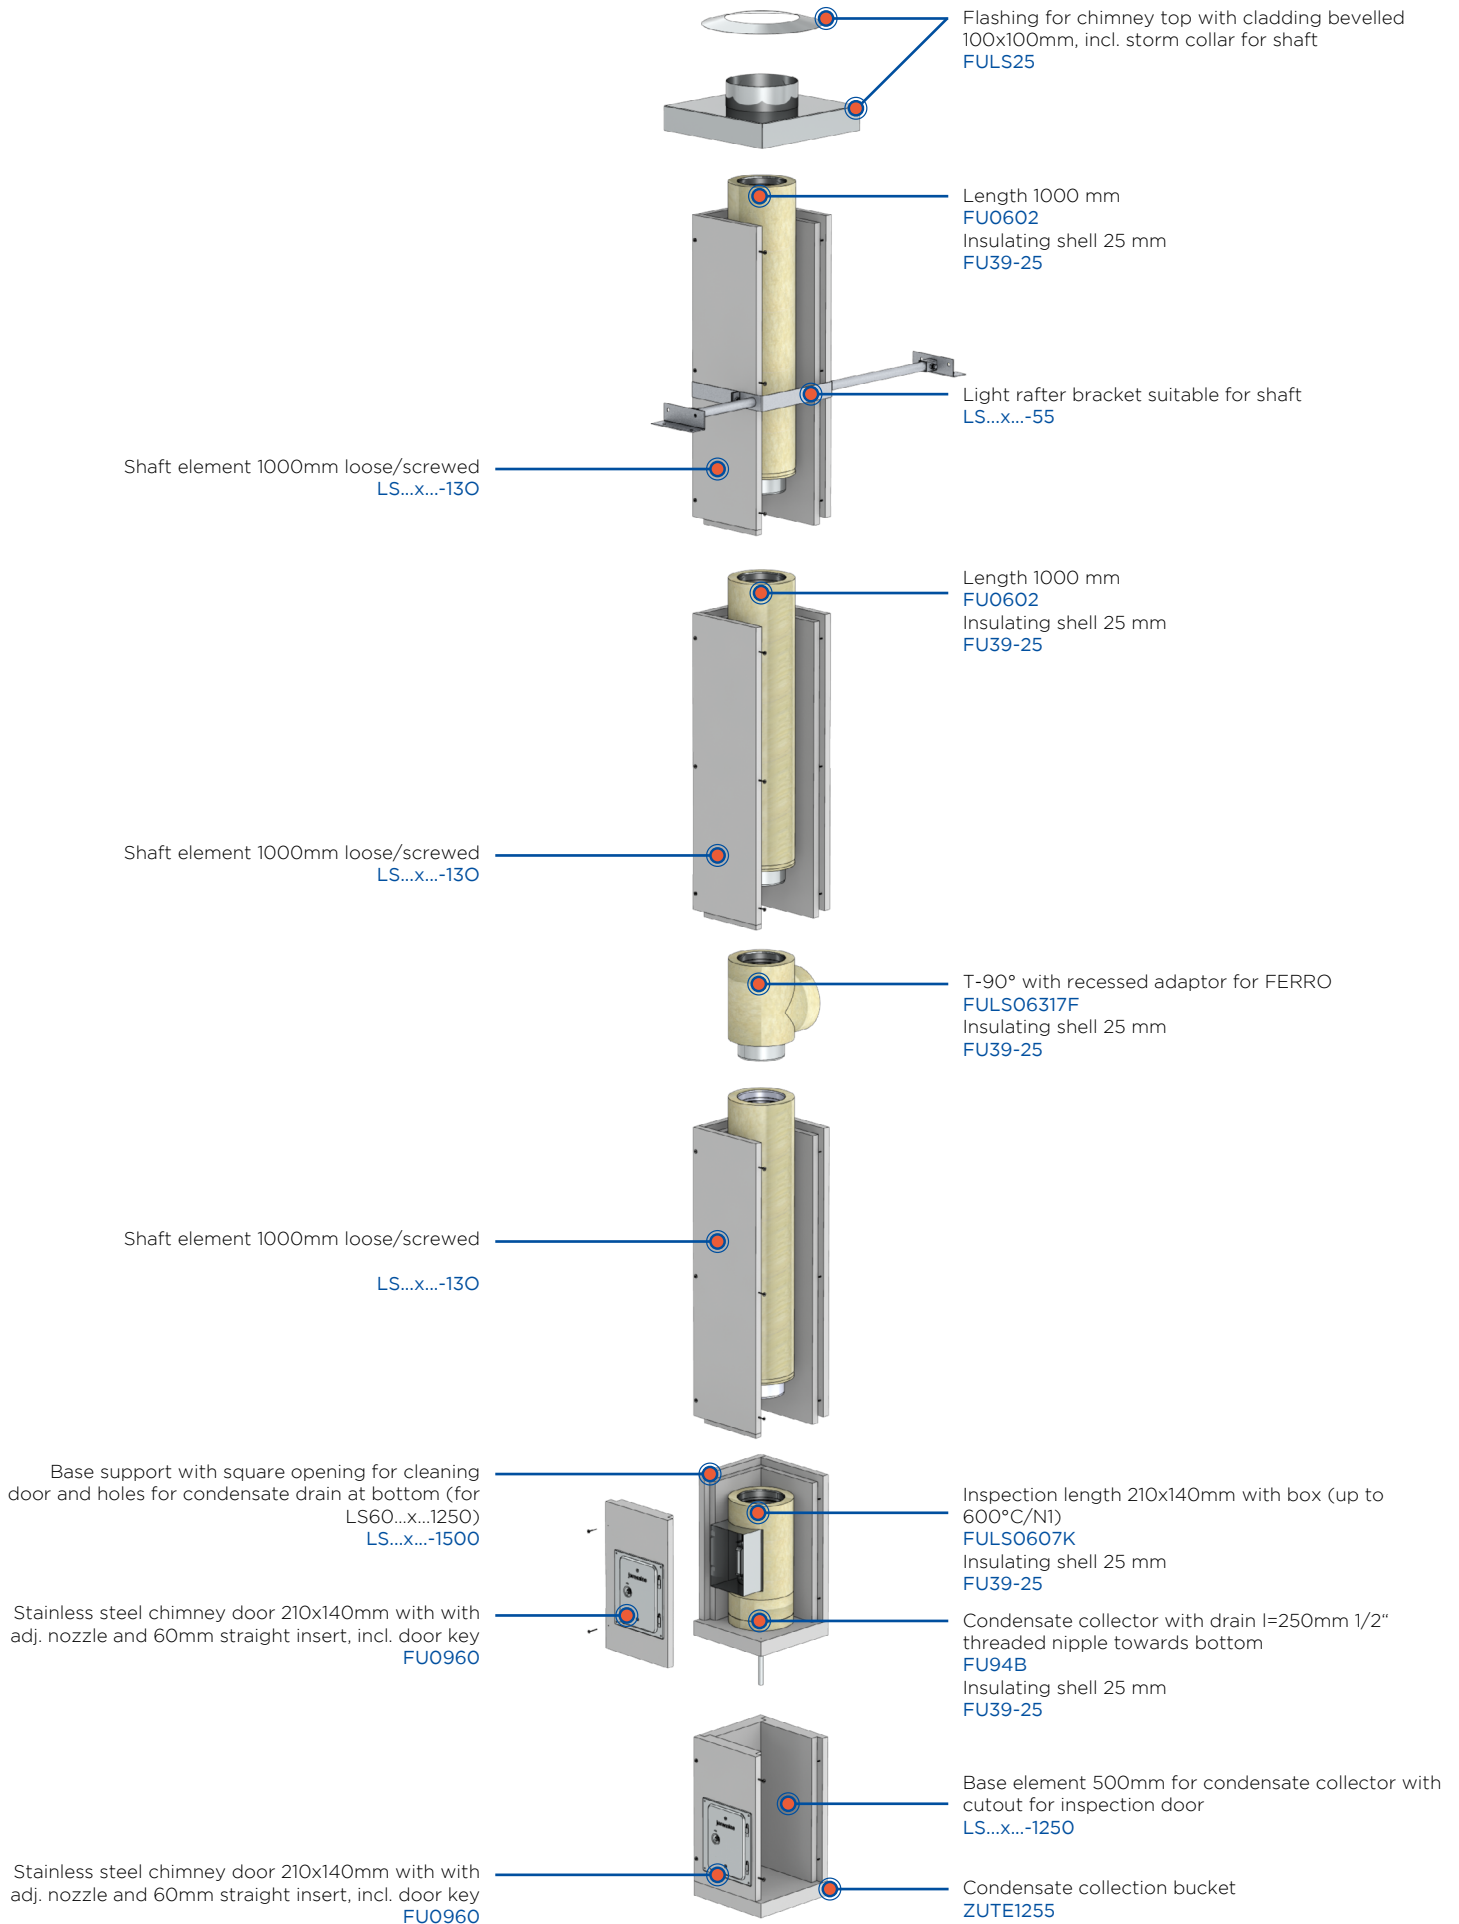 Flashing for chimney top with cladding bevelled
100x100mm, incl. storm collar for shaft
FULS25
Length 1000 mm
FU0602
Insulating shell 25 mm
FU39-25
Light rafter bracket suitable for shaft
LS...x...-55
Shaft element 1000mm loose/screwed
LS...x...-13O
Length 1000 mm
FU0602
Insulating shell 25 mm
FU39-25
Shaft element 1000mm loose/screwed
LS...x...-13O
T-90° with recessed adaptor for FERRO
FULS06317F
Insulating shell 25 mm
FU39-25
Shaft element 1000mm loose/screwed
LS...x...-13O
Base support with square opening for cleaning
door and holes for condensate drain at bottom (for
LS60...x...1250)
LS...x...-1500
Inspection length 210x140mm with box (up to
600°C/N1)
FULS0607K
Insulating shell 25 mm
FU39-25
Stainless steel chimney door 210x140mm with with
adj. nozzle and 60mm straight insert, incl. door key
FU0960
Condensate collector with drain l=250mm 1/2“
threaded nipple towards bottom
FU94B
Insulating shell 25 mm
FU39-25
Base element 500mm for condensate collector with
cutout for inspection door
LS...x...-1250
Stainless steel chimney door 210x140mm with with
adj. nozzle and 60mm straight insert, incl. door key
FU0960
Condensate collection bucket
ZUTE1255